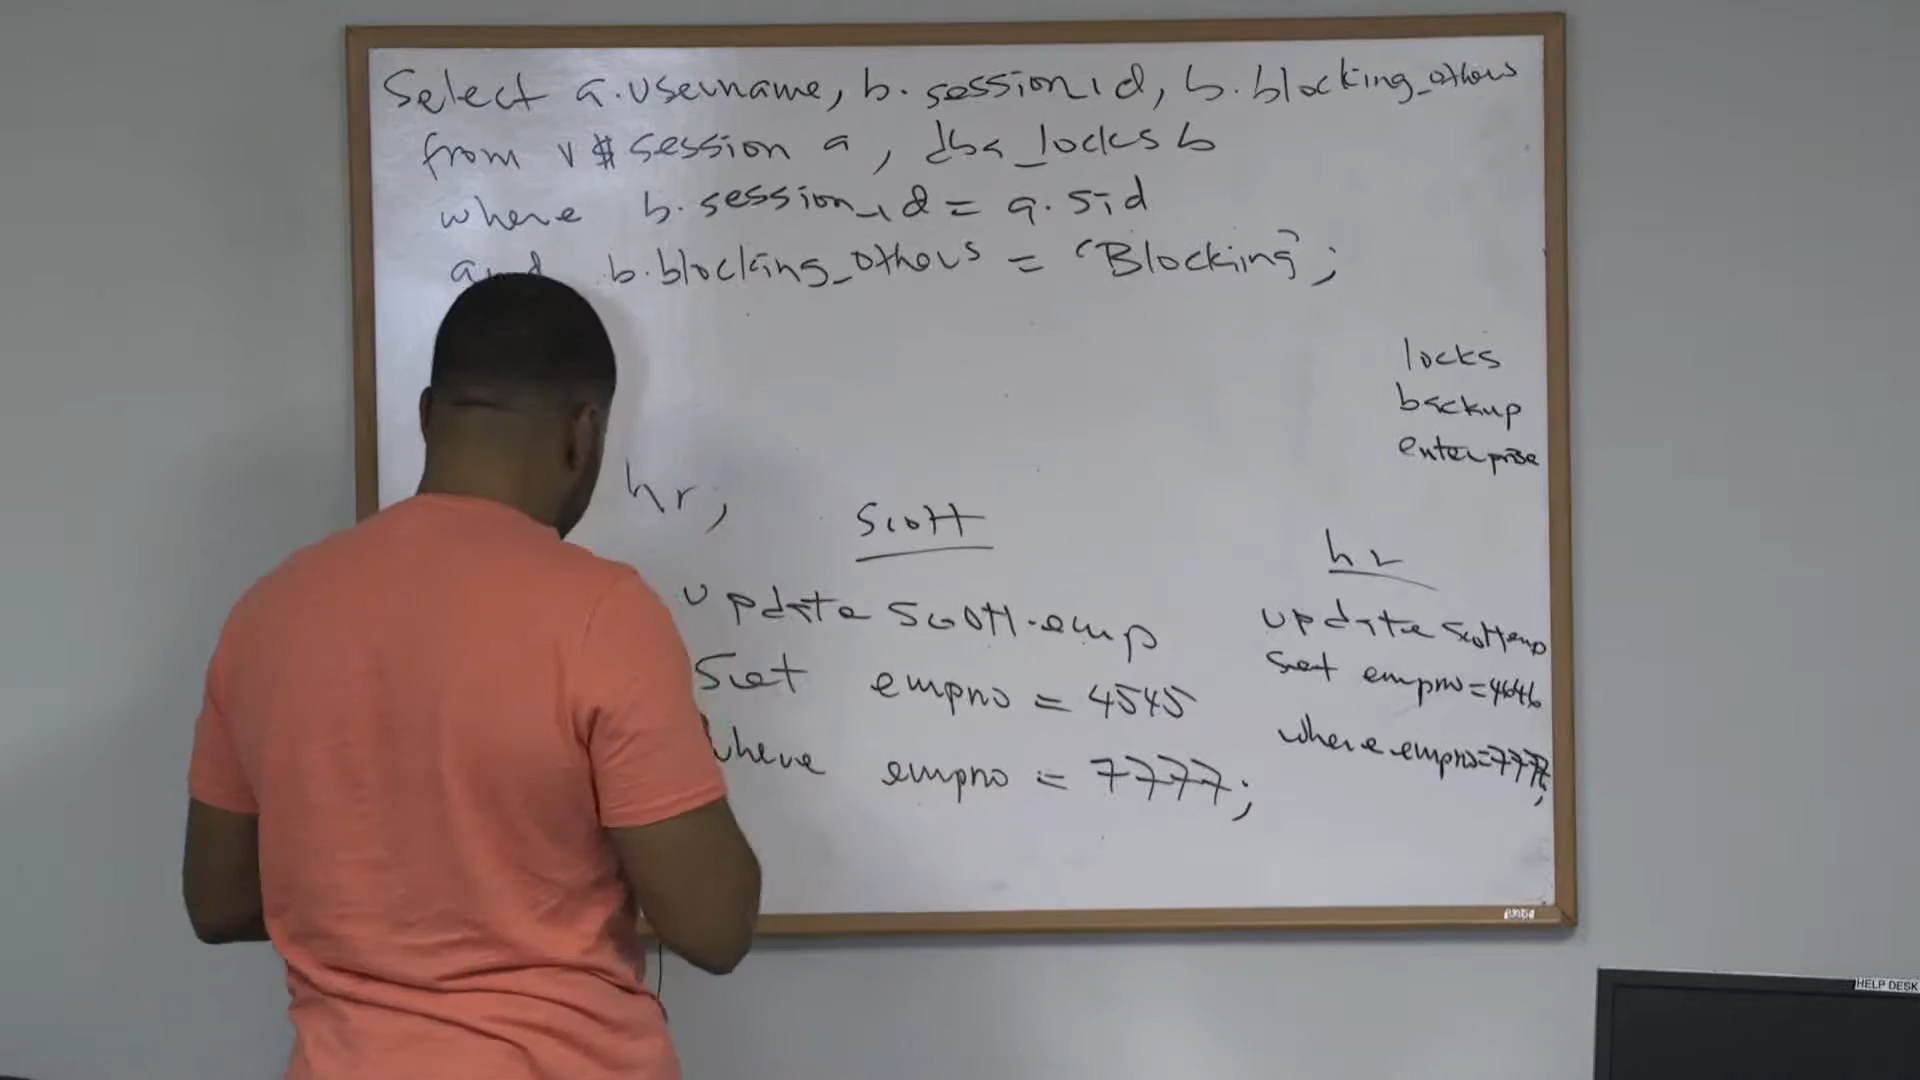 Select a.username, b.session_id, b.blocking_others
from v$session a, dba_locks b
where b.session_id = a.sid
and b.blocking_others = 'Blocking';
locks
backup
enterprise
hr;
Scott
update scott.emp
Set empno = 4545
where empno = 7777;
hr
update scott.emp
Set empno=4646
where empno=7777;
HELP DESK